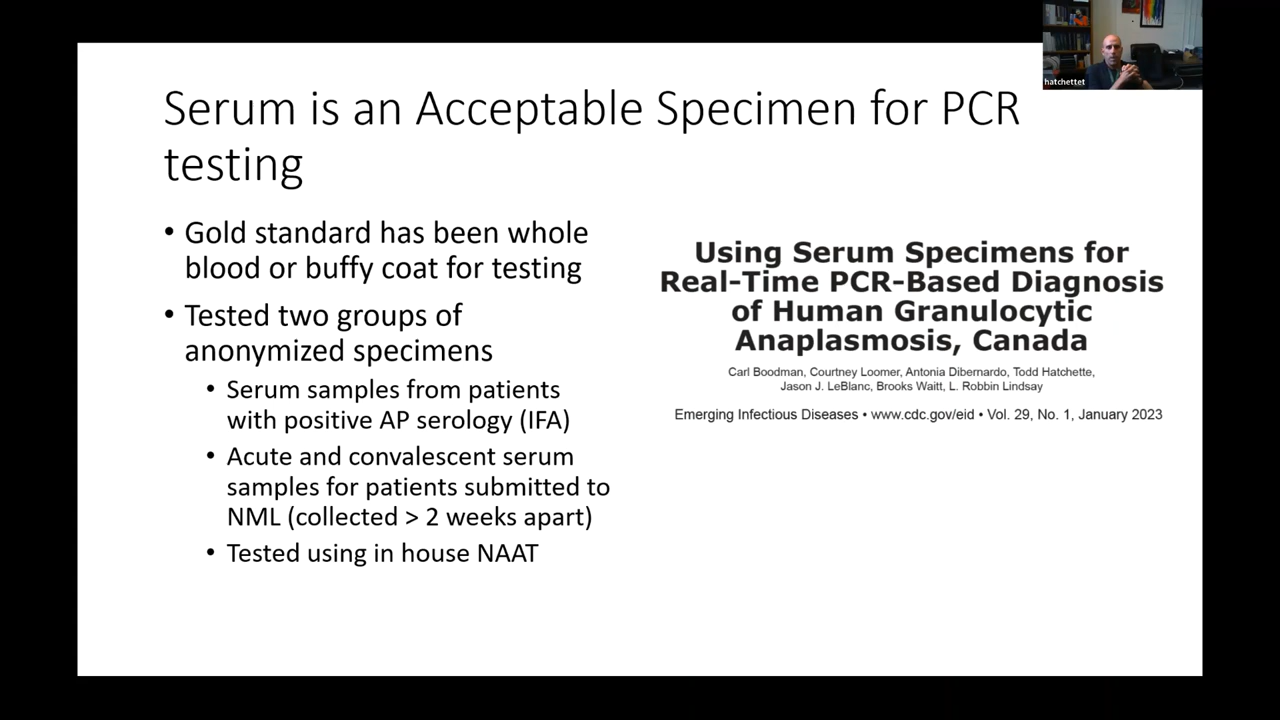 Serum is an Acceptable Specimen for PCR
testing
• Gold standard has been whole
blood or buffy coat for testing
• Tested two groups of
anonymized specimens
• Serum samples from patients
with positive AP serology (IFA)
• Acute and convalescent serum
samples for patients submitted to
NML (collected > 2 weeks apart)
• Tested using in house NAAT
Using Serum Specimens for
Real-Time PCR-Based Diagnosis
of Human Granulocytic
Anaplasmosis, Canada
Carl Boodman, Courtney Loomer, Antonia Dibernardo, Todd Hatchette,
Jason J. LeBlanc, Brooks Waitt, L. Robbin Lindsay
Emerging Infectious Diseases • www.cdc.gov/eid • Vol. 29, No. 1, January 2023
hatchettet